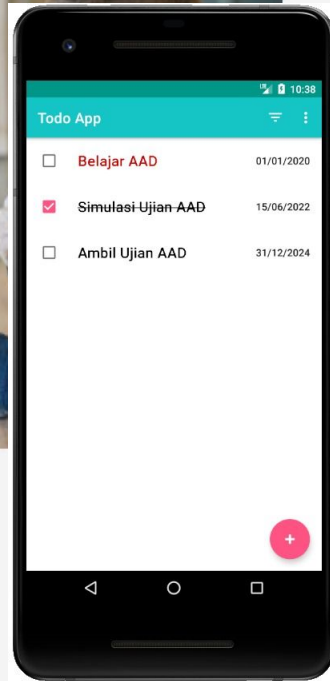 10:38
Todo App
Belajar AAD 01/01/2020
Simulasi Ujian AAD 15/06/2022
Ambil Ujian AAD 31/12/2024
+